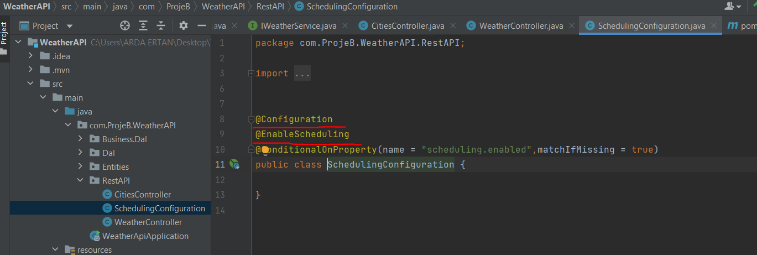 WeatherAPI > src > main > java > com > ProjeB > WeatherAPI > RestAPI > SchedulingConfiguration
Project
ava
IWeatherService.java
CitiesController.java
WeatherController.java
SchedulingConfiguration.java
pom
Project
WeatherAPI C:\Users\ARDA ERTAN\Desktop\
.idea
.mvn
src
main
java
com.ProjeB.WeatherAPI
Business.Dal
Dal
Entities
RestAPI
CitiesController
SchedulingConfiguration
WeatherController
WeatherApiApplication
resources
1 package com.ProjeB.WeatherAPI.RestAPI;
2
3 import ...
6
7
8 @Configuration
9 @EnableScheduling
10 @ConditionalOnProperty(name = "scheduling.enabled",matchIfMissing = true)
11 public class SchedulingConfiguration {
12
13 }
14